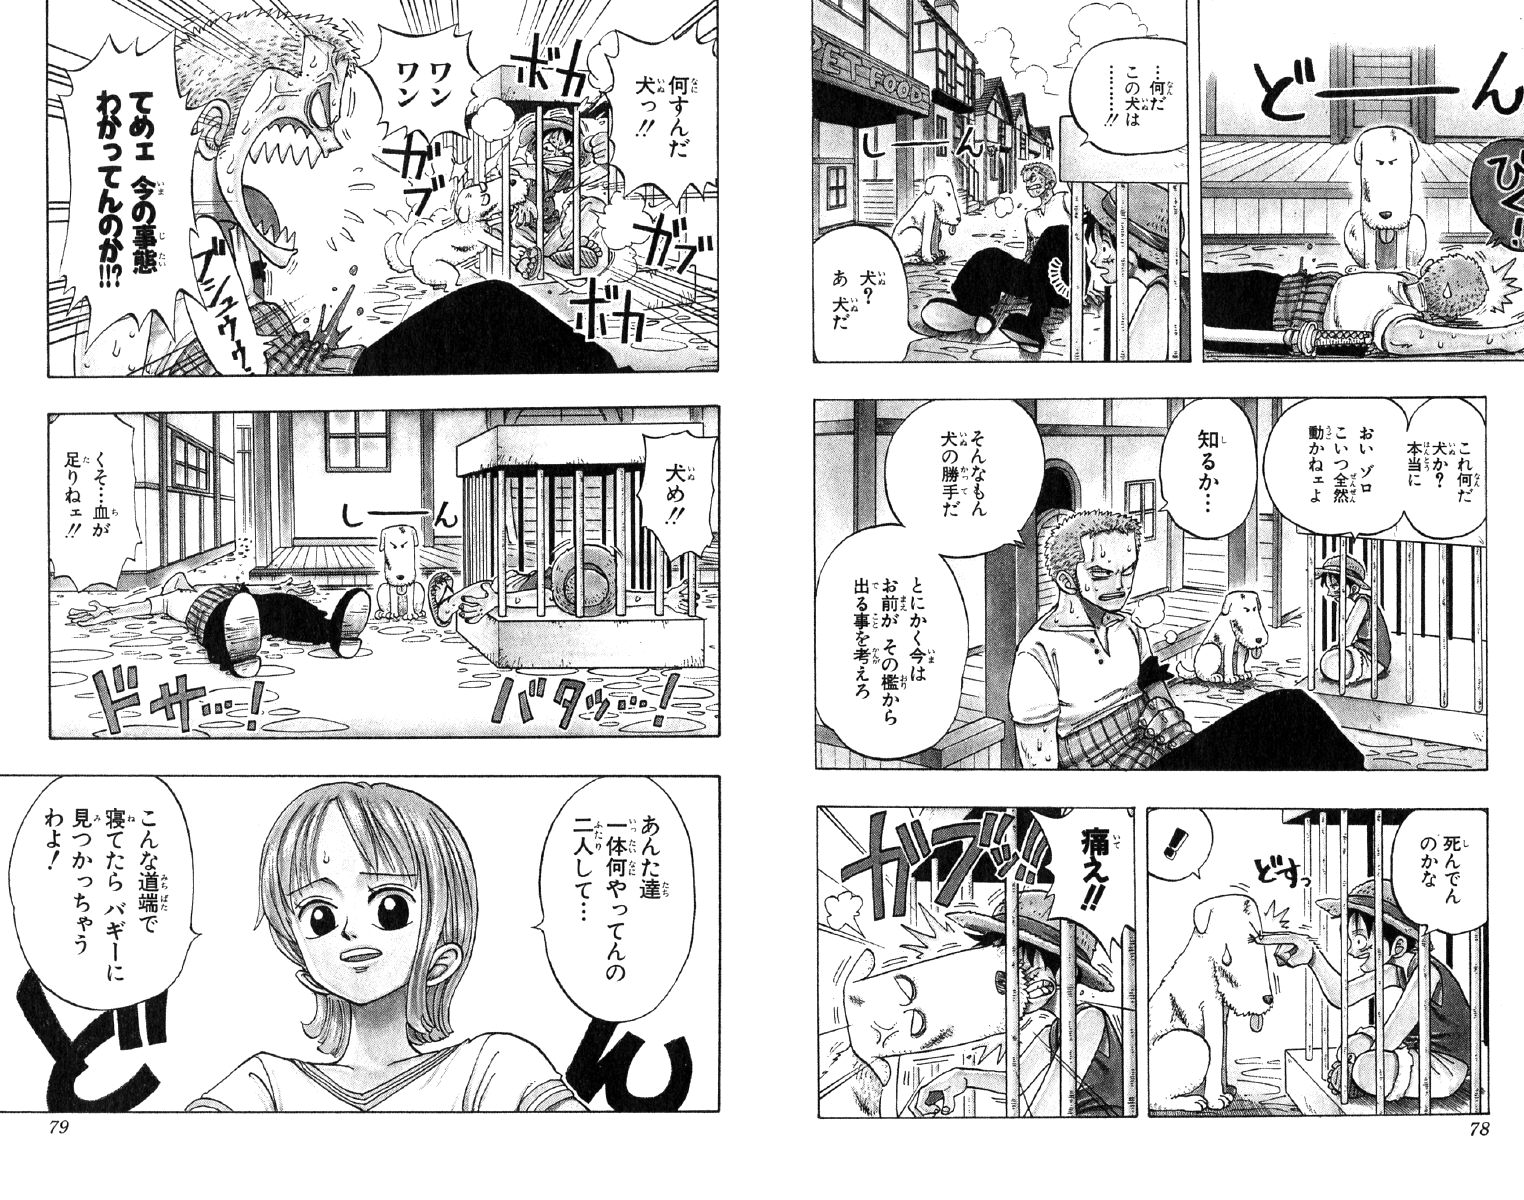 どーーん
びくっ!!
…何だ
この犬は
………!!
PET FOOD
しーーん
犬?
あ 犬だ
これ何だ
犬か?
本当に
おい ゾロ
こいつ全然
動かねェよ
知るか…
そんなもん
犬の勝手だ
とにかく今は
お前が その檻から
出る事を考えろ
死んでん
のかな
どすっ
!
痛え!!
ガブッ!!
78
何すんだ
犬っ!!
ボカ
ワン
ワン
ガブ
ガブ
ボカ
てめェ 今の事態
わかってんのか!!!?
ブシュウウ
犬め!!
しーーん
くそ…血が
足りねェ!!
バタッ…!
ドサ…!
あんた達
一体何やってんの
二人して…
こんな道端で
寝てたら バギーに
見つかっちゃう
わよ!
どん
79